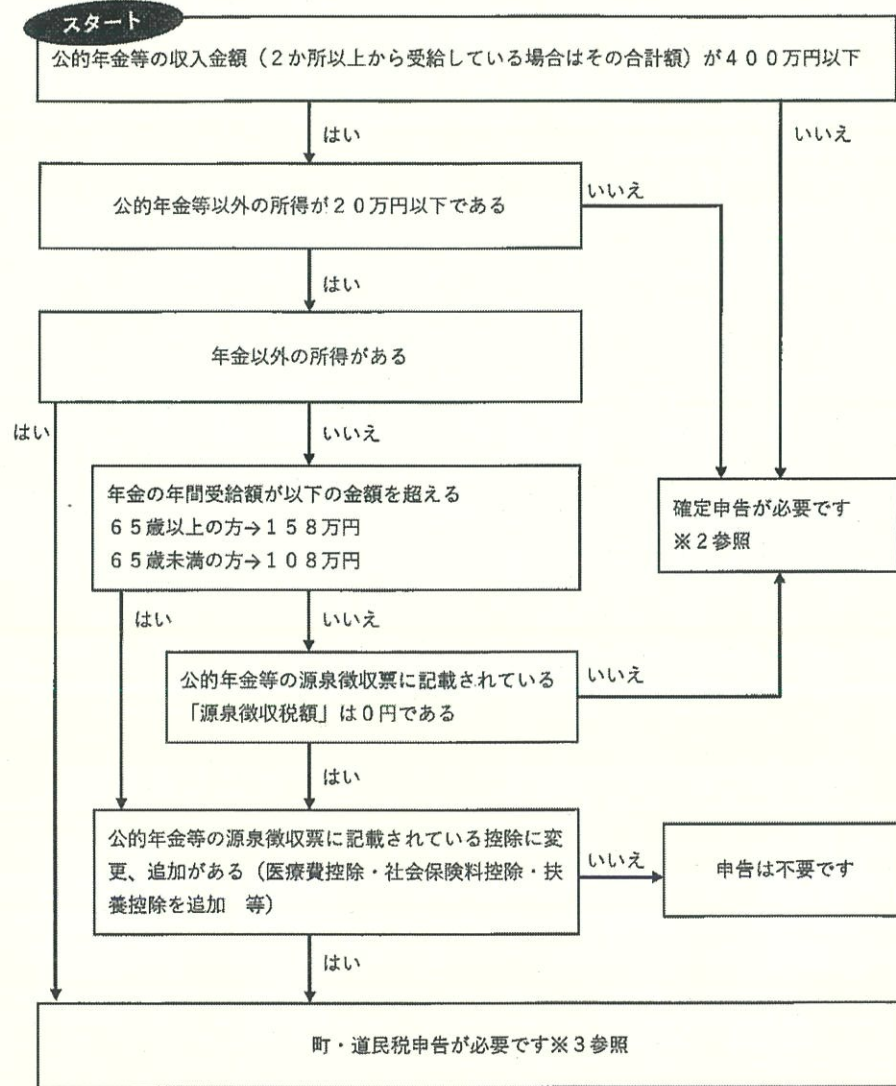 スタート
公的年金等の収入金額（２か所以上から受給している場合はその合計額）が４００万円以下
はい
いいえ
公的年金等以外の所得が２０万円以下である
いいえ
はい
年金以外の所得がある
はい
いいえ
年金の年間受給額が以下の金額を超える
６５歳以上の方→１５８万円
６５歳未満の方→１０８万円
確定申告が必要です
※２参照
はい
いいえ
公的年金等の源泉徴収票に記載されている
「源泉徴収税額」は０円である
いいえ
はい
公的年金等の源泉徴収票に記載されている控除に変
更、追加がある（医療費控除・社会保険料控除・扶
養控除を追加　等）
いいえ
申告は不要です
はい
町・道民税申告が必要です※３参照